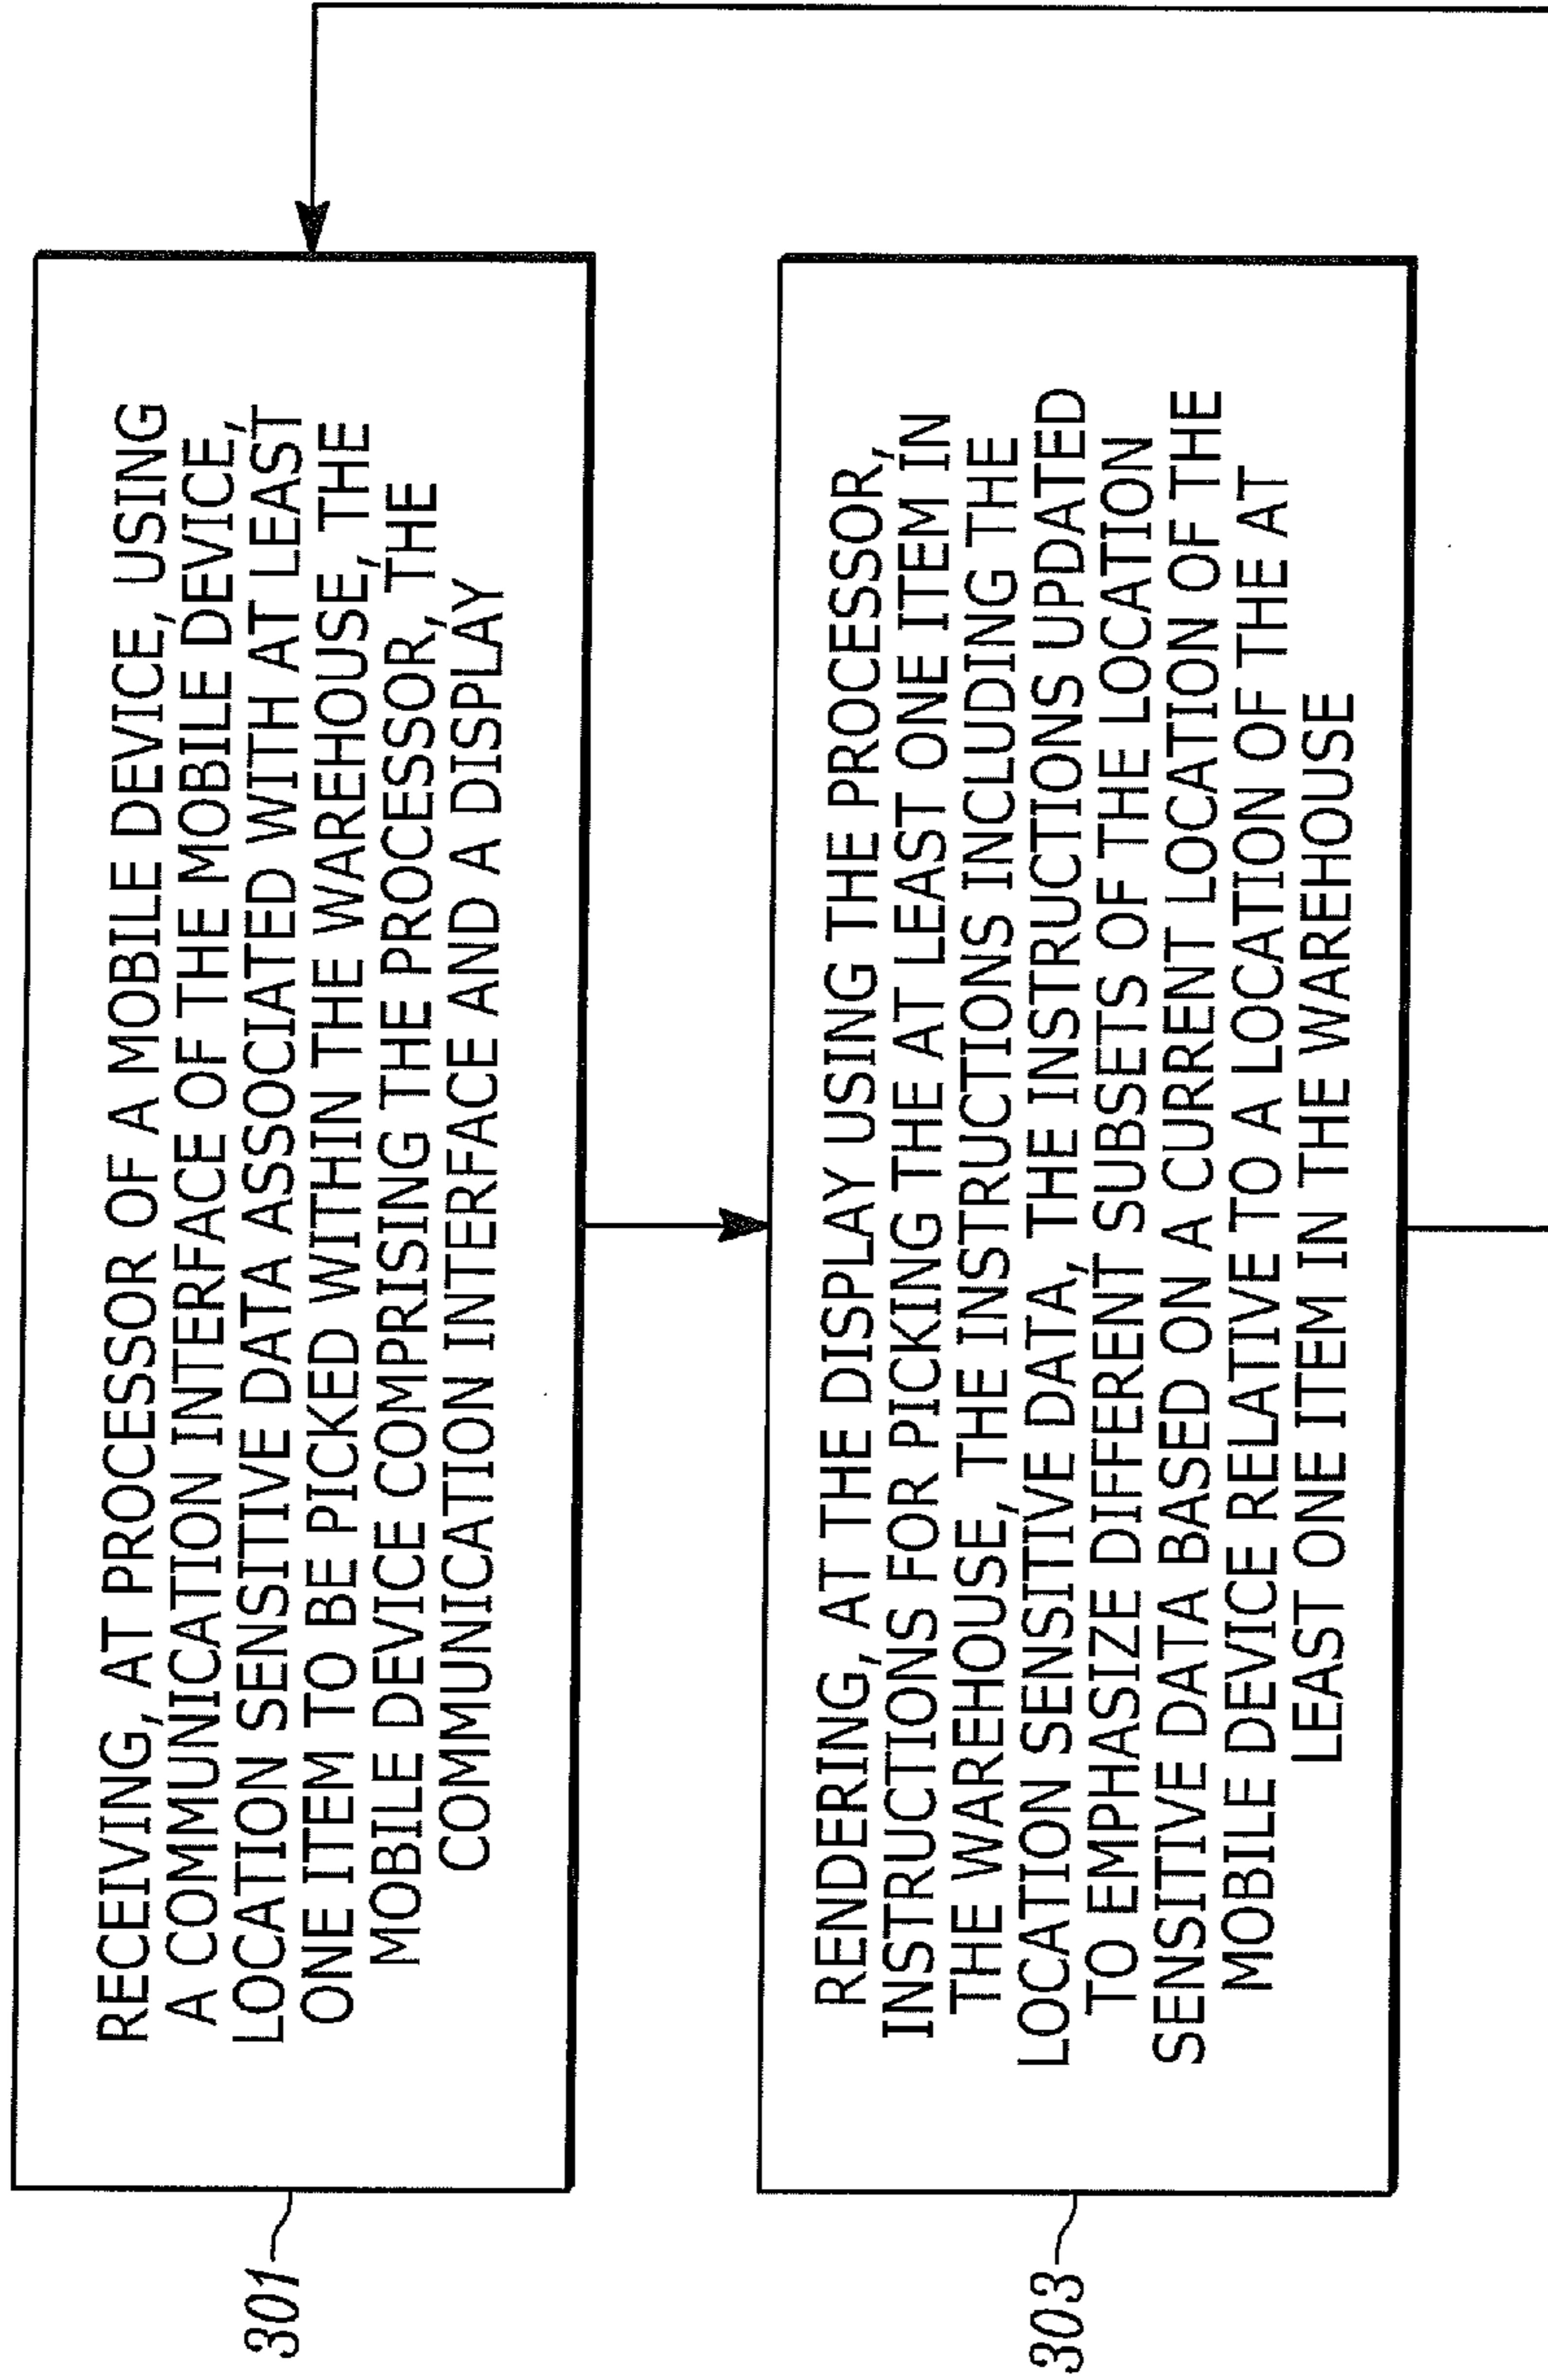 RECEIVING, AT PROCESSOR OF A MOBILE DEVICE, USING
A COMMUNICATION INTERFACE OF THE MOBILE DEVICE,
LOCATION SENSITIVE DATA ASSOCIATED WITH AT LEAST
ONE ITEM TO BE PICKED WITHIN THE WAREHOUSE, THE
MOBILE DEVICE COMPRISING THE PROCESSOR, THE
COMMUNICATION INTERFACE AND A DISPLAY
301
RENDERING, AT THE DISPLAY USING THE PROCESSOR,
INSTRUCTIONS FOR PICKING THE AT LEAST ONE ITEM IN
THE WAREHOUSE, THE INSTRUCTIONS INCLUDING THE
LOCATION SENSITIVE DATA, THE INSTRUCTIONS UPDATED
TO EMPHASIZE DIFFERENT SUBSETS OF THE LOCATION
SENSITIVE DATA BASED ON A CURRENT LOCATION OF THE
MOBILE DEVICE RELATIVE TO A LOCATION OF THE AT
LEAST ONE ITEM IN THE WAREHOUSE
303